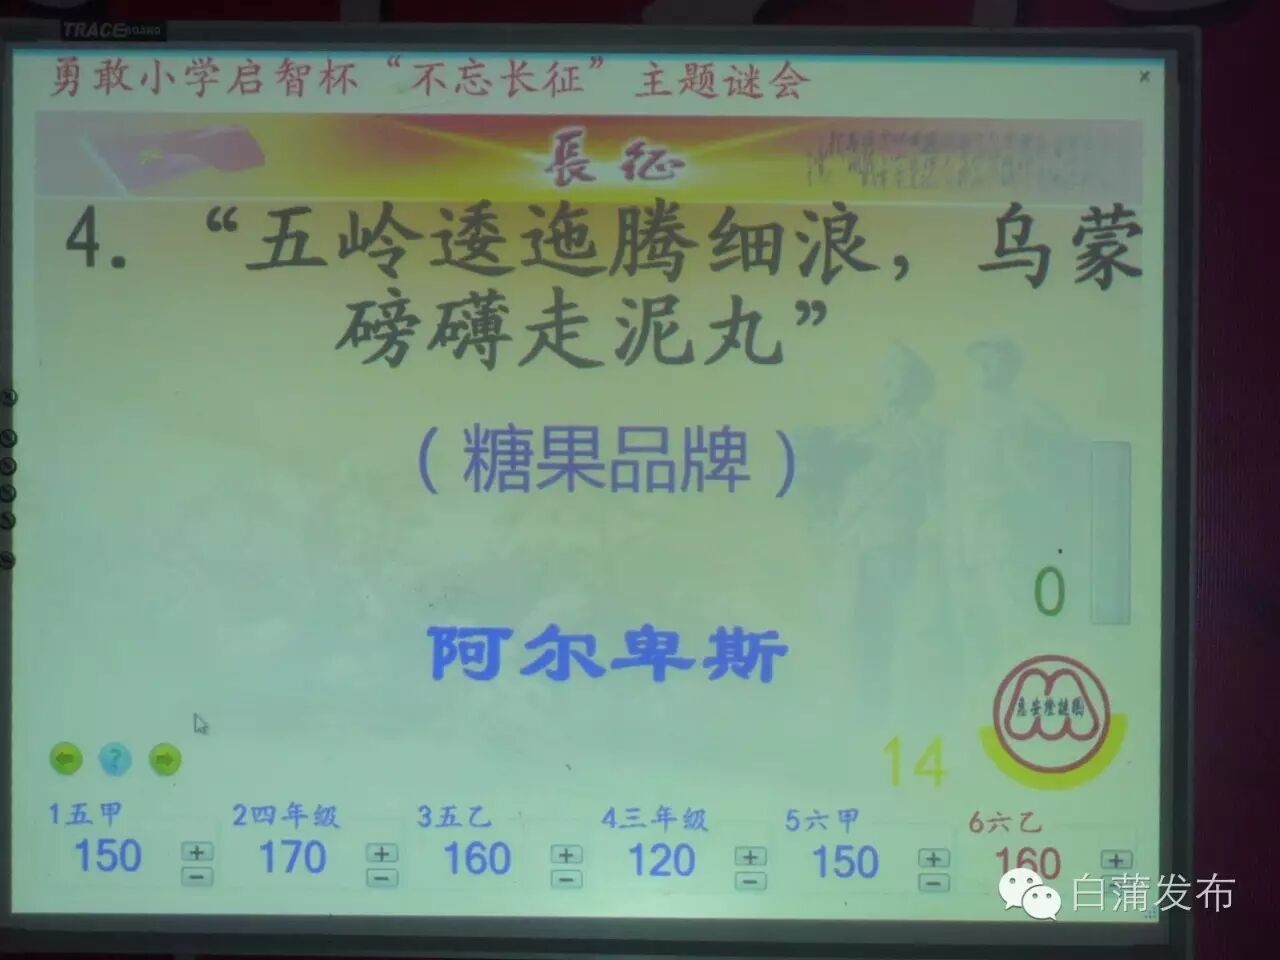 TRACEBOARD
勇敢小学启智杯“不忘长征”主题谜会
長征
4.“五岭逶迤腾细浪，乌蒙
磅礴走泥丸”
（糖果品牌）
0
阿尔卑斯
14
1五甲 2四年级 3五乙 4三年级 5六甲 6六乙
150 170 160 120 150 160
白蒲发布